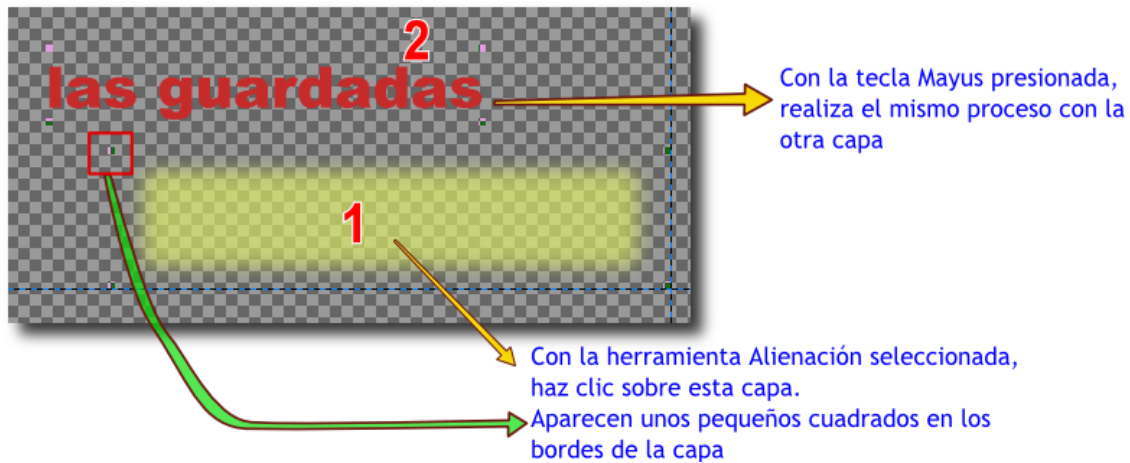 2
las guardadas
Con la tecla Mayus presionada,
realiza el mismo proceso con la
otra capa
1
Con la herramienta Alienación seleccionada,
haz clic sobre esta capa.
Aparecen unos pequeños cuadrados en los
bordes de la capa